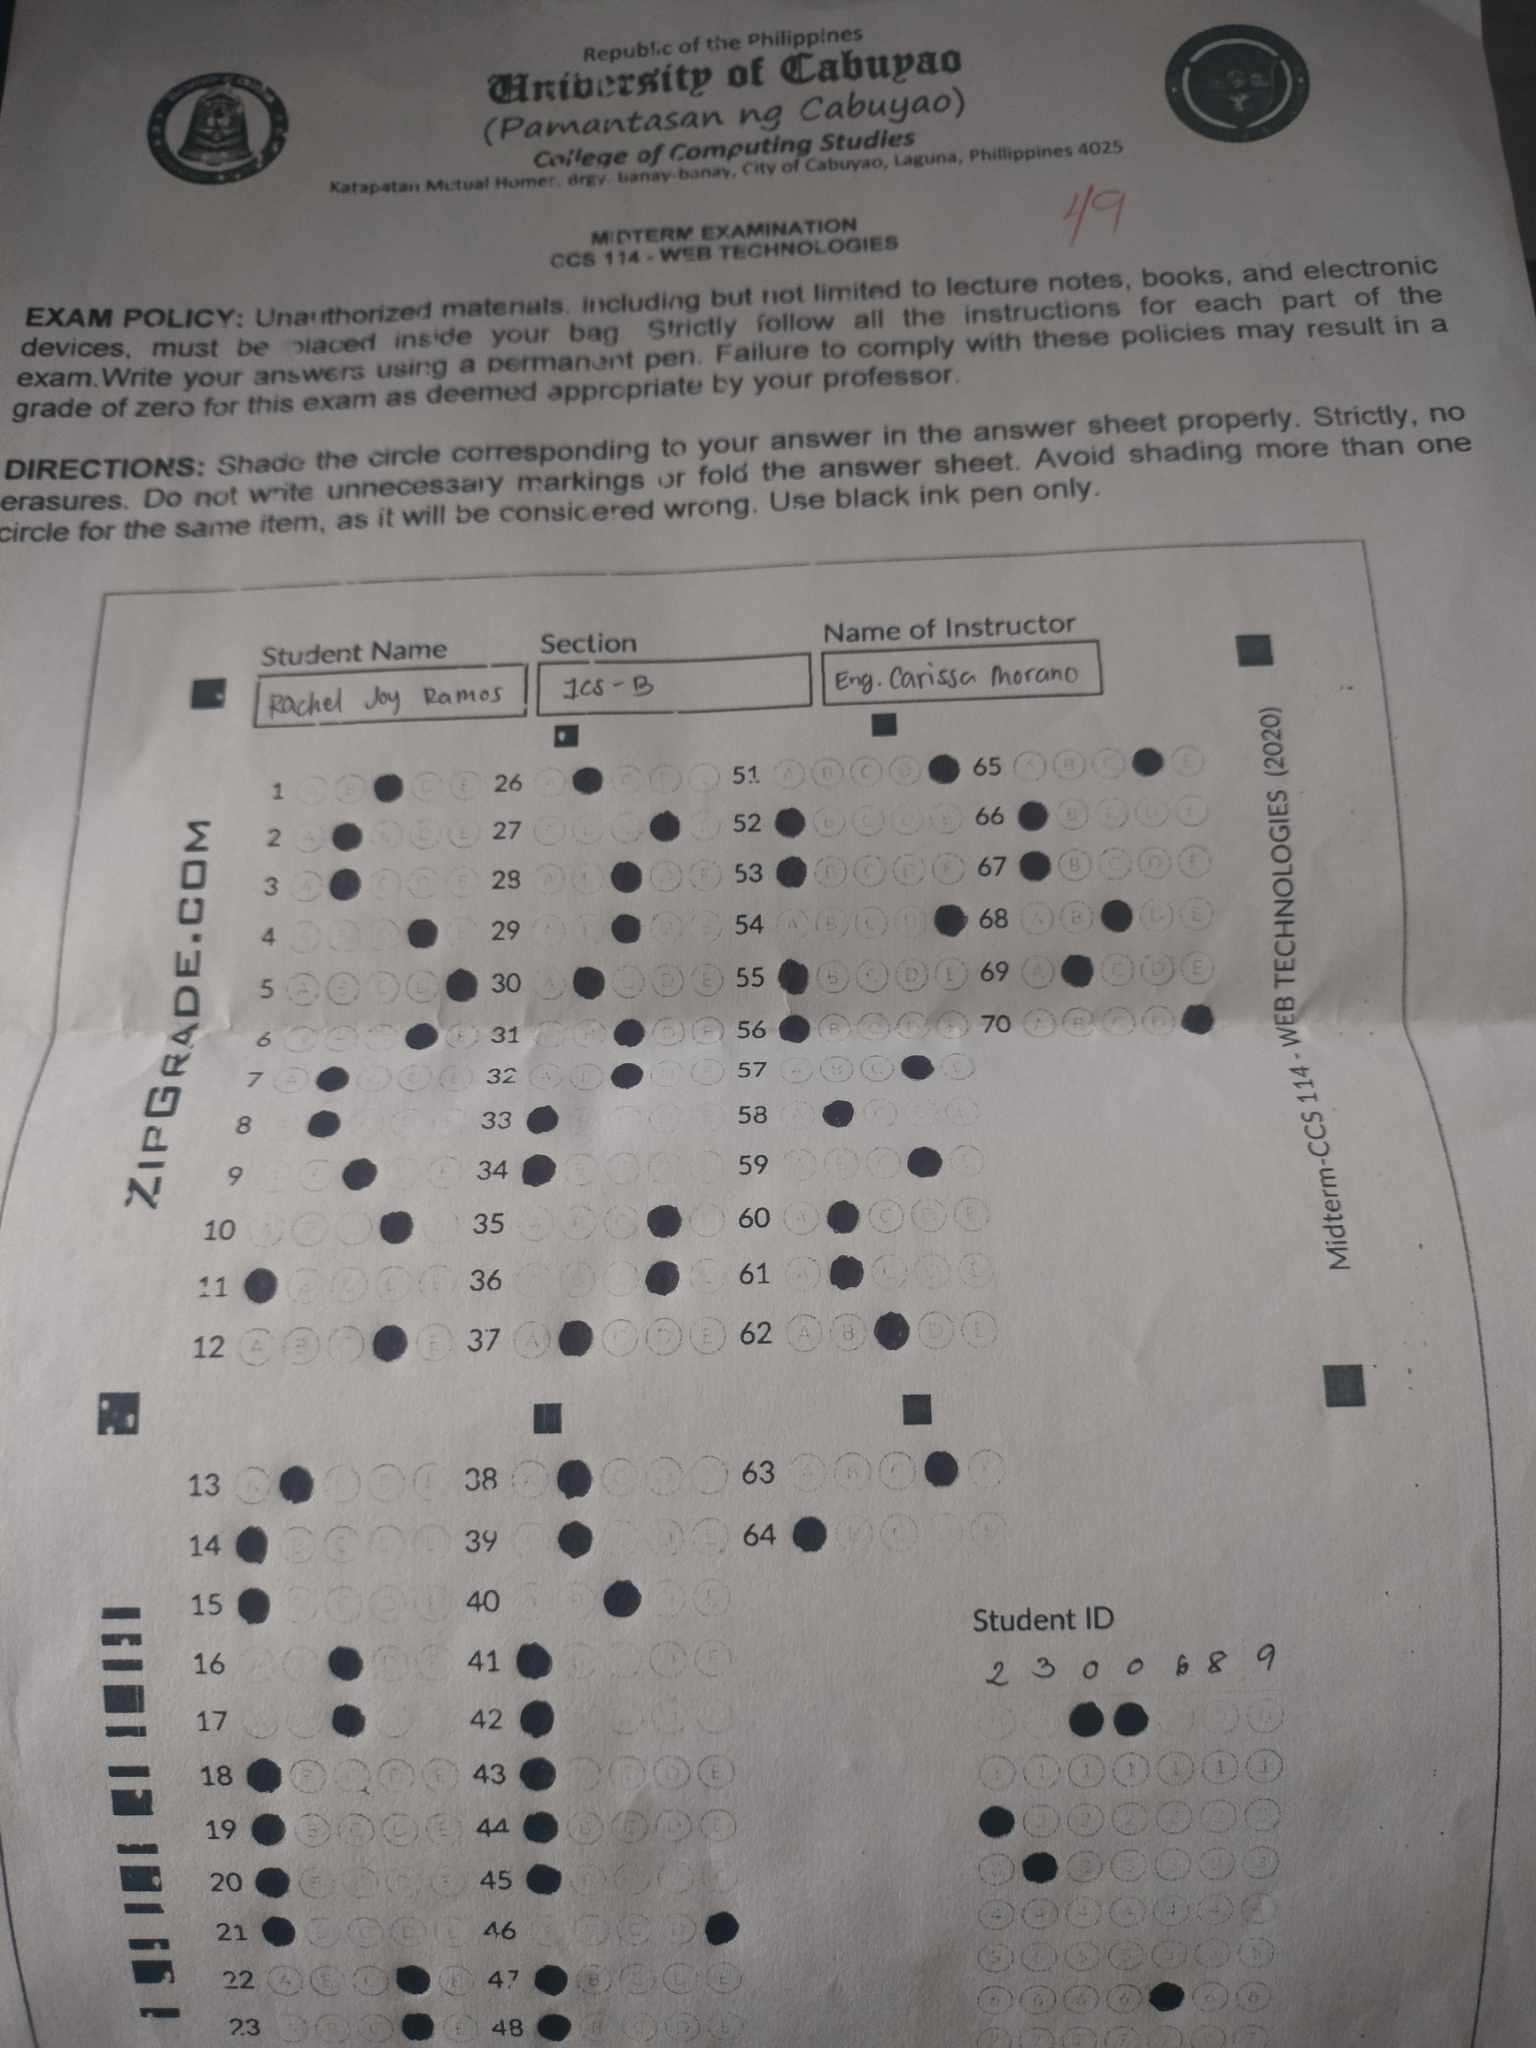 Republic of the Philippines
University of Cabuyao
(Pamantasan ng Cabuyao)
College of Computing Studies
Katapatan Mutual Homes, Brgy. Banay-banay, City of Cabuyao, Laguna, Phillippines 4025
49
MIDTERM EXAMINATION
CCS 114 - WEB TECHNOLOGIES
EXAM POLICY: Unauthorized materials, including but not limited to lecture notes, books, and electronic
devices, must be placed inside your bag. Strictly follow all the instructions for each part of the
exam.Write your answers using a permanent pen. Failure to comply with these policies may result in a
grade of zero for this exam as deemed appropriate by your professor.
DIRECTIONS: Shade the circle corresponding to your answer in the answer sheet properly. Strictly, no
erasures. Do not write unnecessary markings or fold the answer sheet. Avoid shading more than one
circle for the same item, as it will be considered wrong. Use black ink pen only.
Student Name Section Name of Instructor
Rachel Joy Ramos 1CS-B Eng. Carissa Morano
ZIPGRADE.COM
Midterm-CCS 114 - WEB TECHNOLOGIES (2020)
1 26 51 65
2 27 52 66
3 28 53 67
4 29 54 68
5 30 55 69
6 31 56 70
7 32 57
8 33 58
9 34 59
10 35 60
11 36 61
12 37 62
13 38 63
14 39 64
15 40
16 41
17 42
18 43
19 44
20 45
21 46
22 47
23 48
Student ID
2 3 0 0 6 8 9